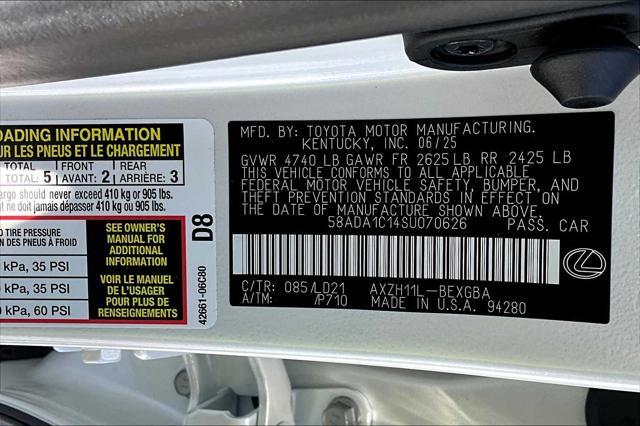 OADING INFORMATION
UR LES PNEUS ET LE CHARGEMENT
TOTAL FRONT REAR
TOTAL: 5 AVANT: 2 ARRIÈRE: 3
argo should never exceed 410 kg or 905 lbs.
t ne doit jamais dépasser 410 kg ou 905 lbs.
D TIRE PRESSURE
ON DES PNEUS À FROID
kPa, 35 PSI
kPa, 35 PSI
kPa, 60 PSI
SEE OWNER'S
MANUAL FOR
ADDITIONAL
INFORMATION
VOIR LE MANUEL
DE L'USAGER
POUR PLUS DE
RENSEIGNEMENTS
D8
42661-06C80
MFD. BY: TOYOTA MOTOR MANUFACTURING.
KENTUCKY, INC. 06/25
GVWR 4740 LB GAWR FR 2625 LB RR 2425 LB
THIS VEHICLE CONFORMS TO ALL APPLICABLE
FEDERAL MOTOR VEHICLE SAFETY, BUMPER, AND
THEFT PREVENTION STANDARDS IN EFFECT ON
THE DATE OF MANUFACTURE SHOWN ABOVE.
58ADA1C14SU070626 PASS. CAR
C/TR: 085/LD21 AXZH11L-BEXGBA
A/TM: /P710 MADE IN U.S.A. 94280